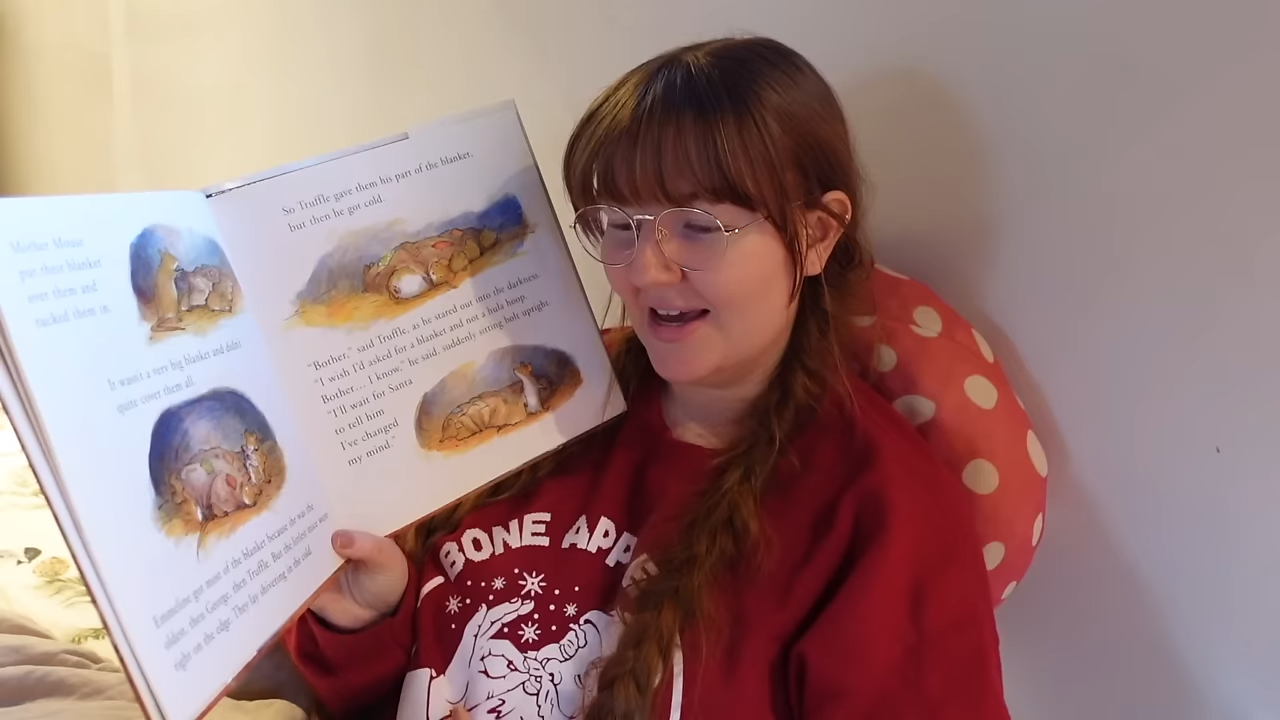 Mother Mouse
put their blanket
over them and
tucked them in.
It wasn't a very big blanket and didn't
quite cover them all.
Emmeline got most of the blanket because she was the
oldest, then George, then Truffle. But the littlest mice were
right on the edge. They lay shivering in the cold.
So Truffle gave them his part of the blanket,
but then he got cold.
"Bother," said Truffle, as he stared out into the darkness.
"I wish I'd asked for a blanket and not a hula hoop.
Bother... I know," he said, suddenly sitting bolt upright.
"I'll wait for Santa
to tell him
I've changed
my mind."
BONE APP